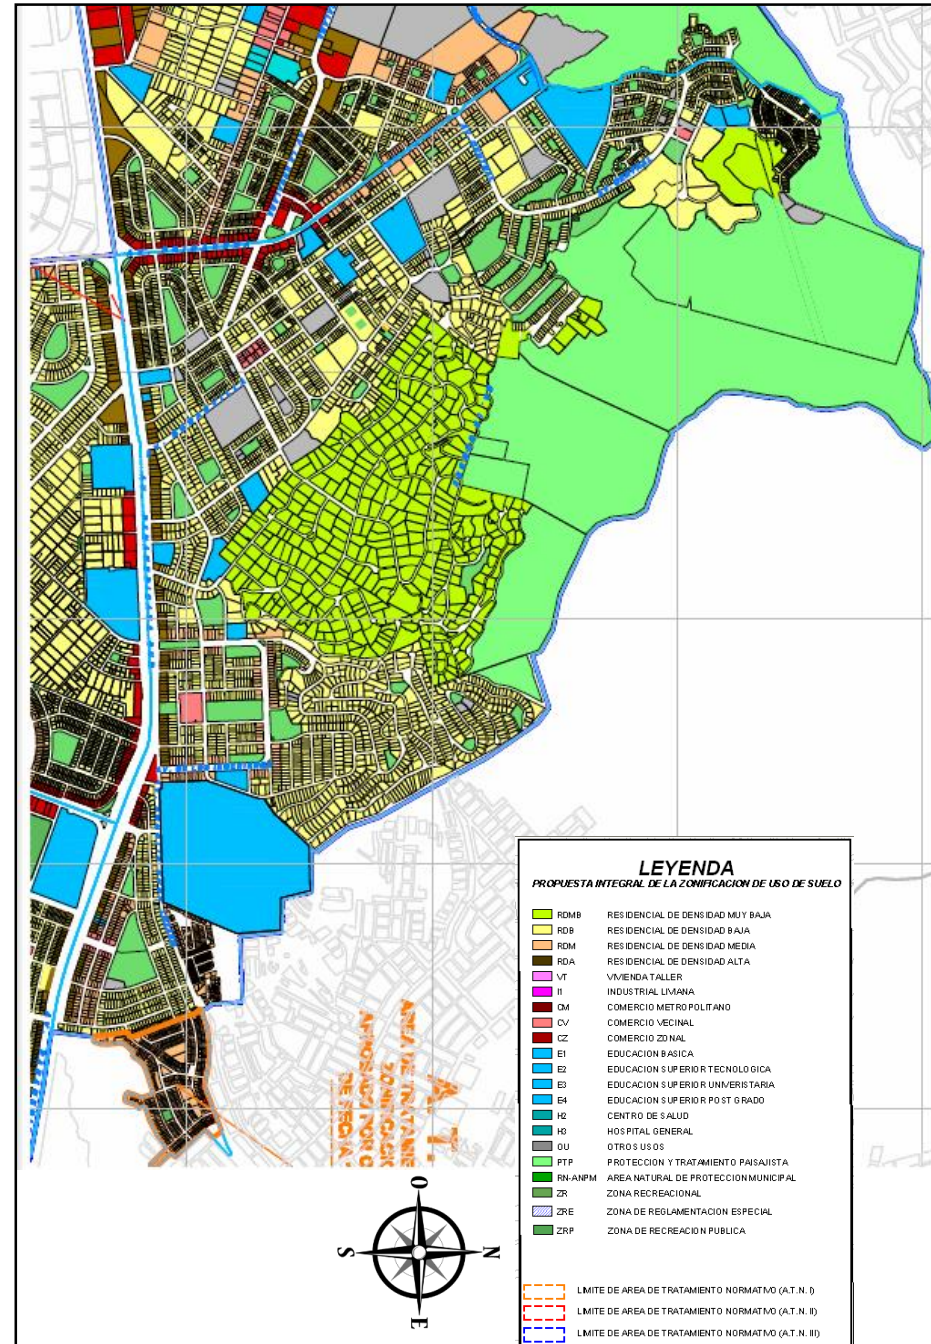 LEYENDA
PROPUESTA INTEGRAL DE LA ZONIFICACION DE USO DE SUELO
RDMB RESIDENCIAL DE DENSIDAD MUY BAJA
RDB RESIDENCIAL DE DENSIDAD BAJA
RDM RESIDENCIAL DE DENSIDAD MEDIA
RDA RESIDENCIAL DE DENSIDAD ALTA
VT VIVIENDA TALLER
I1 INDUSTRIAL LIVIANA
CM COMERCIO METROPOLITANO
CV COMERCIO VECINAL
CZ COMERCIO ZONAL
E1 EDUCACION BASICA
E2 EDUCACION SUPERIOR TECNOLOGICA
E3 EDUCACION SUPERIOR UNIVERISTARIA
E4 EDUCACION SUPERIOR POST GRADO
H2 CENTRO DE SALUD
H3 HOSPITAL GENERAL
OU OTROS USOS
PTP PROTECCION Y TRATAMIENTO PAISAJISTA
RN-ANPM AREA NATURAL DE PROTECCION MUNICIPAL
ZR ZONA RECREACIONAL
ZRE ZONA DE REGLAMENTACION ESPECIAL
ZRP ZONA DE RECREACION PUBLICA
LIMITE DE AREA DE TRATAMIENTO NORMATIVO (A.T.N. I)
LIMITE DE AREA DE TRATAMIENTO NORMATIVO (A.T.N. II)
LIMITE DE AREA DE TRATAMIENTO NORMATIVO (A.T.N. III)
O
S
N
E